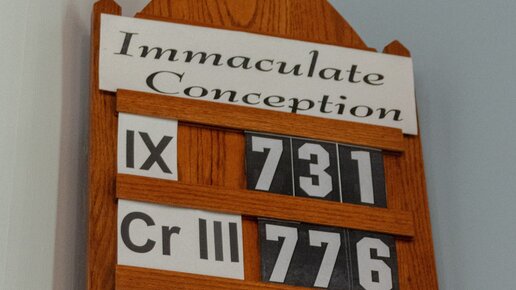 Immaculate
Conception
IX 731
Cr III 776